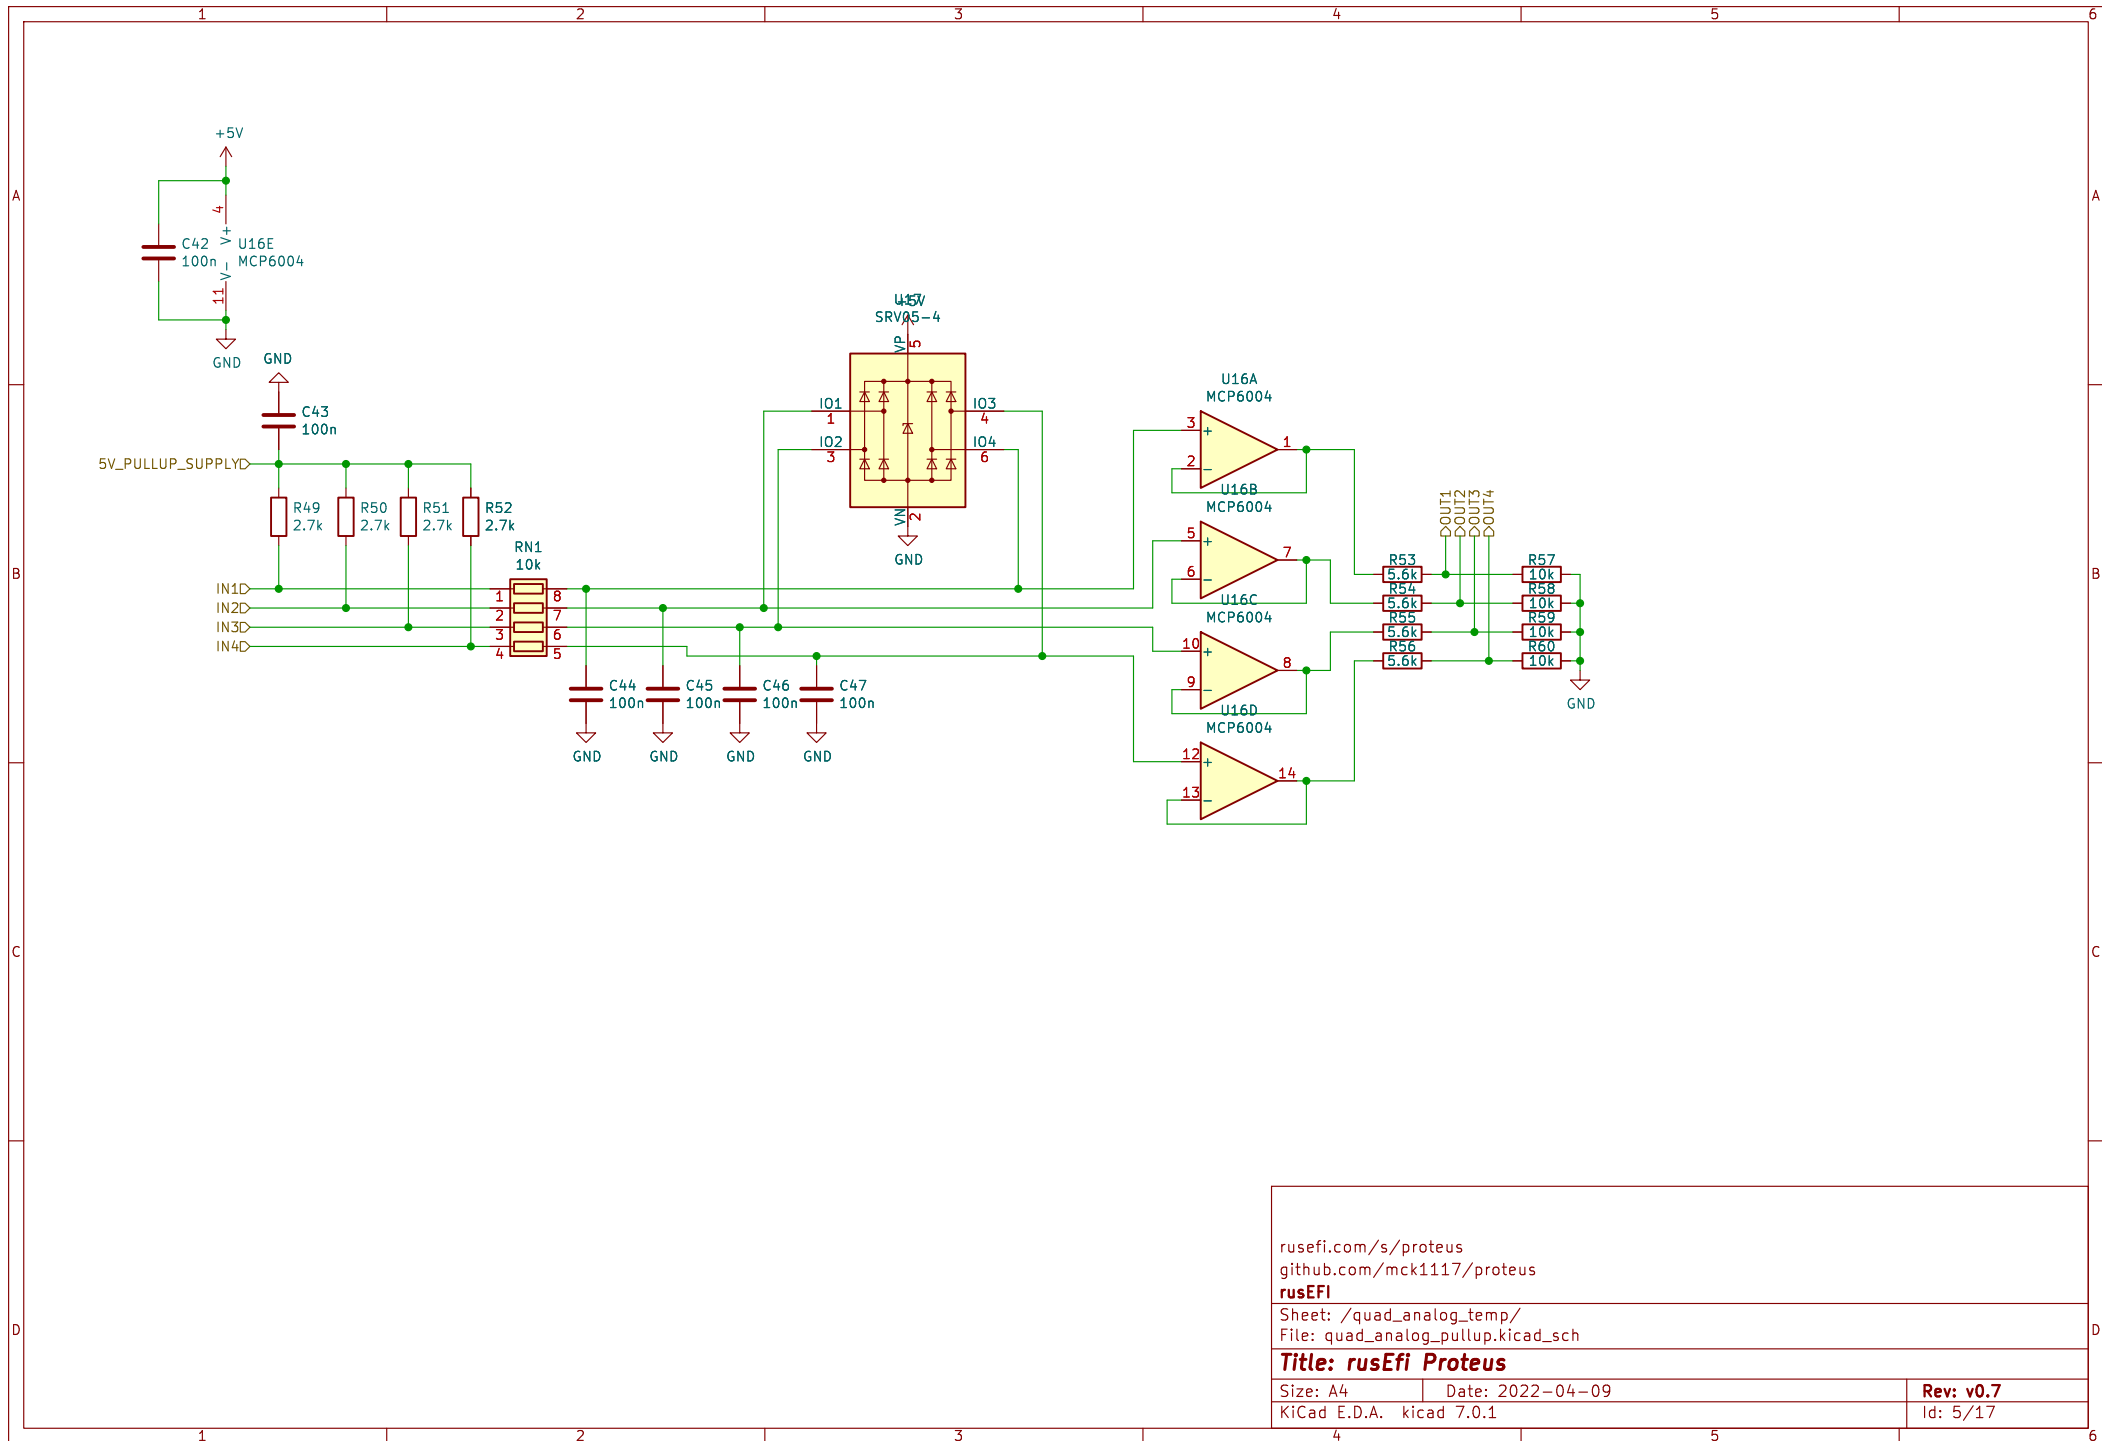 1 2 3 4 5 6
A A
B B
C C
D D
1 2 3 4 5 6
+5V
4
V+
C42
100n
U16E
MCP6004
V-
11
GND
GND
C43
100n
5V_PULLUP_SUPPLY
R49
2.7k
R50
2.7k
R51
2.7k
R52
2.7k
RN1
10k
IN1
IN2
IN3
IN4
1 8
2 7
3 6
4 5
C44
100n
C45
100n
C46
100n
C47
100n
GND
GND
GND
GND
U17
+5V
SRV05-4
VP
5
IO1
1
IO2
3
IO3
4
IO4
6
VN
2
GND
U16A
MCP6004
3
+
2
-
1
U16B
MCP6004
5
+
6
-
7
U16C
MCP6004
10
+
9
-
8
U16D
MCP6004
12
+
13
-
14
OUT1
OUT2
OUT3
OUT4
R53
5.6k
R54
5.6k
R55
5.6k
R56
5.6k
R57
10k
R58
10k
R59
10k
R60
10k
GND
rusefi.com/s/proteus
github.com/mck1117/proteus
rusEFI
Sheet: /quad_analog_temp/
File: quad_analog_pullup.kicad_sch
Title: rusEfi Proteus
Size: A4 Date: 2022-04-09 Rev: v0.7
KiCad E.D.A. kicad 7.0.1 Id: 5/17